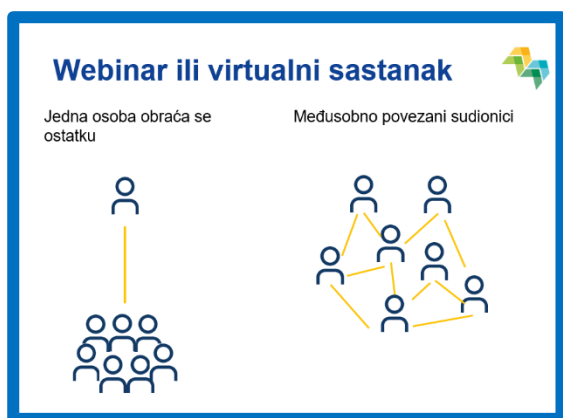 Webinar ili virtualni sastanak
Jedna osoba obraća se
ostatku
Međusobno povezani sudionici